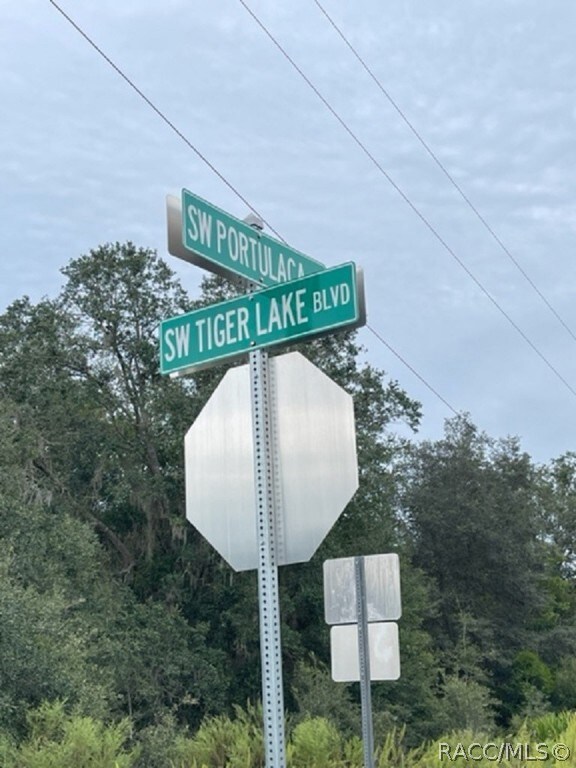 SW PORTULACA
SW TIGER LAKE BLVD
RACC/MLS ©